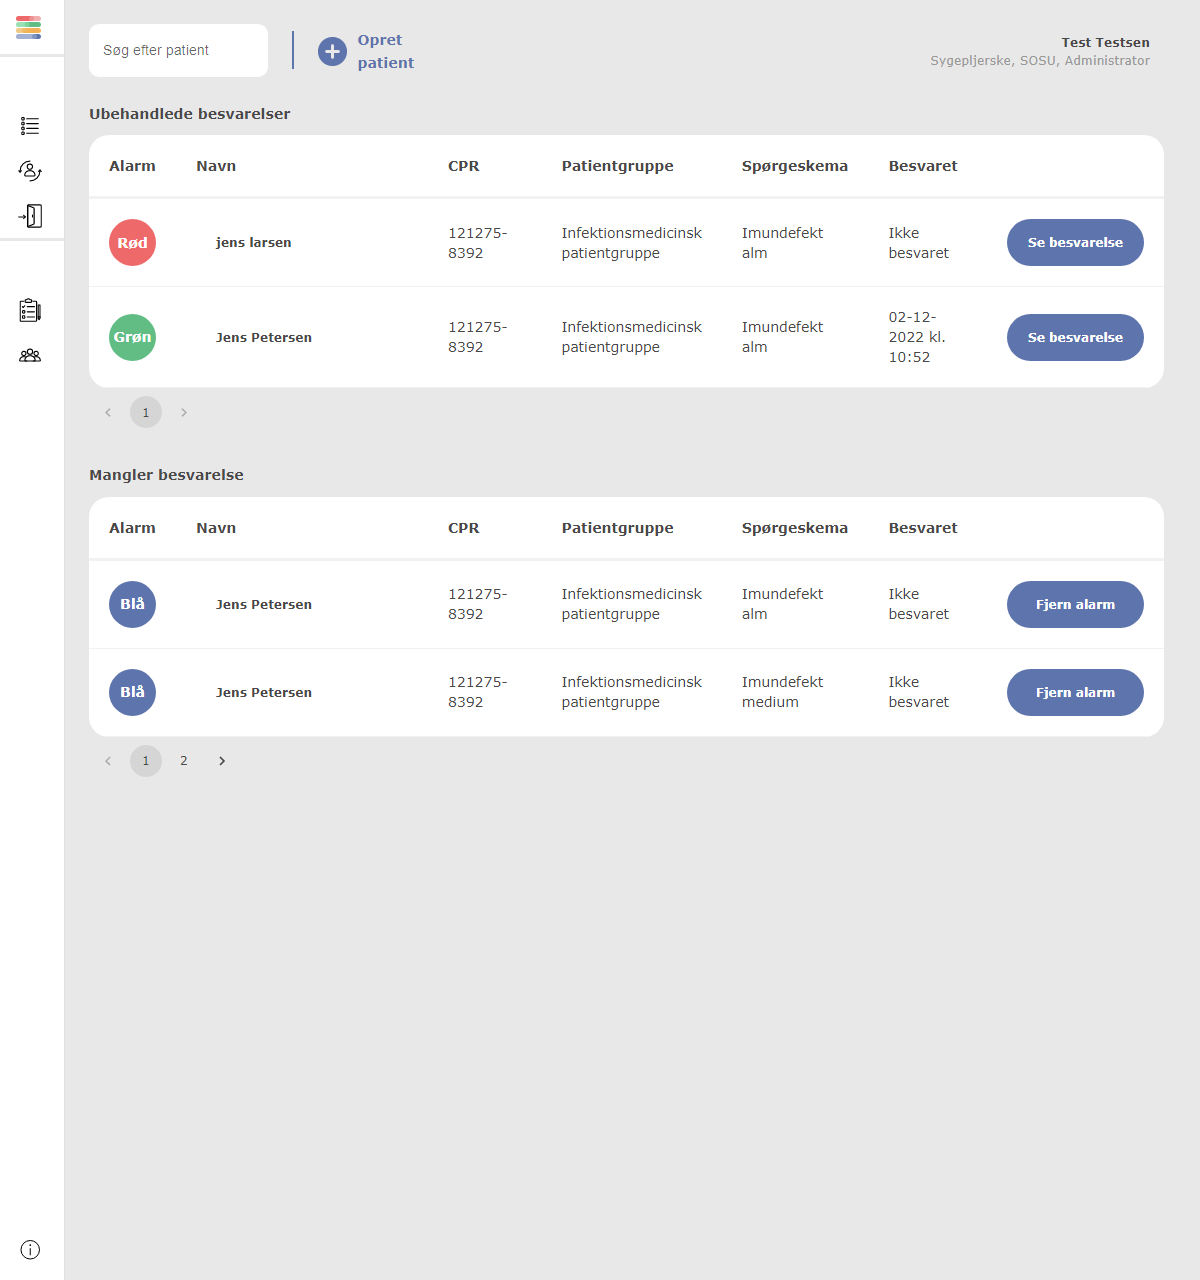 Søg efter patient
Opret
patient
Test Testsen
Sygepljerske, SOSU, Administrator
Ubehandlede besvarelser
Alarm Navn CPR Patientgruppe Spørgeskema Besvaret
Rød jens larsen 121275-8392 Infektionsmedicinsk patientgruppe Imundefekt alm Ikke besvaret Se besvarelse
Grøn Jens Petersen 121275-8392 Infektionsmedicinsk patientgruppe Imundefekt alm 02-12-2022 kl. 10:52 Se besvarelse
1
Mangler besvarelse
Alarm Navn CPR Patientgruppe Spørgeskema Besvaret
Blå Jens Petersen 121275-8392 Infektionsmedicinsk patientgruppe Imundefekt alm Ikke besvaret Fjern alarm
Blå Jens Petersen 121275-8392 Infektionsmedicinsk patientgruppe Imundefekt medium Ikke besvaret Fjern alarm
1 2